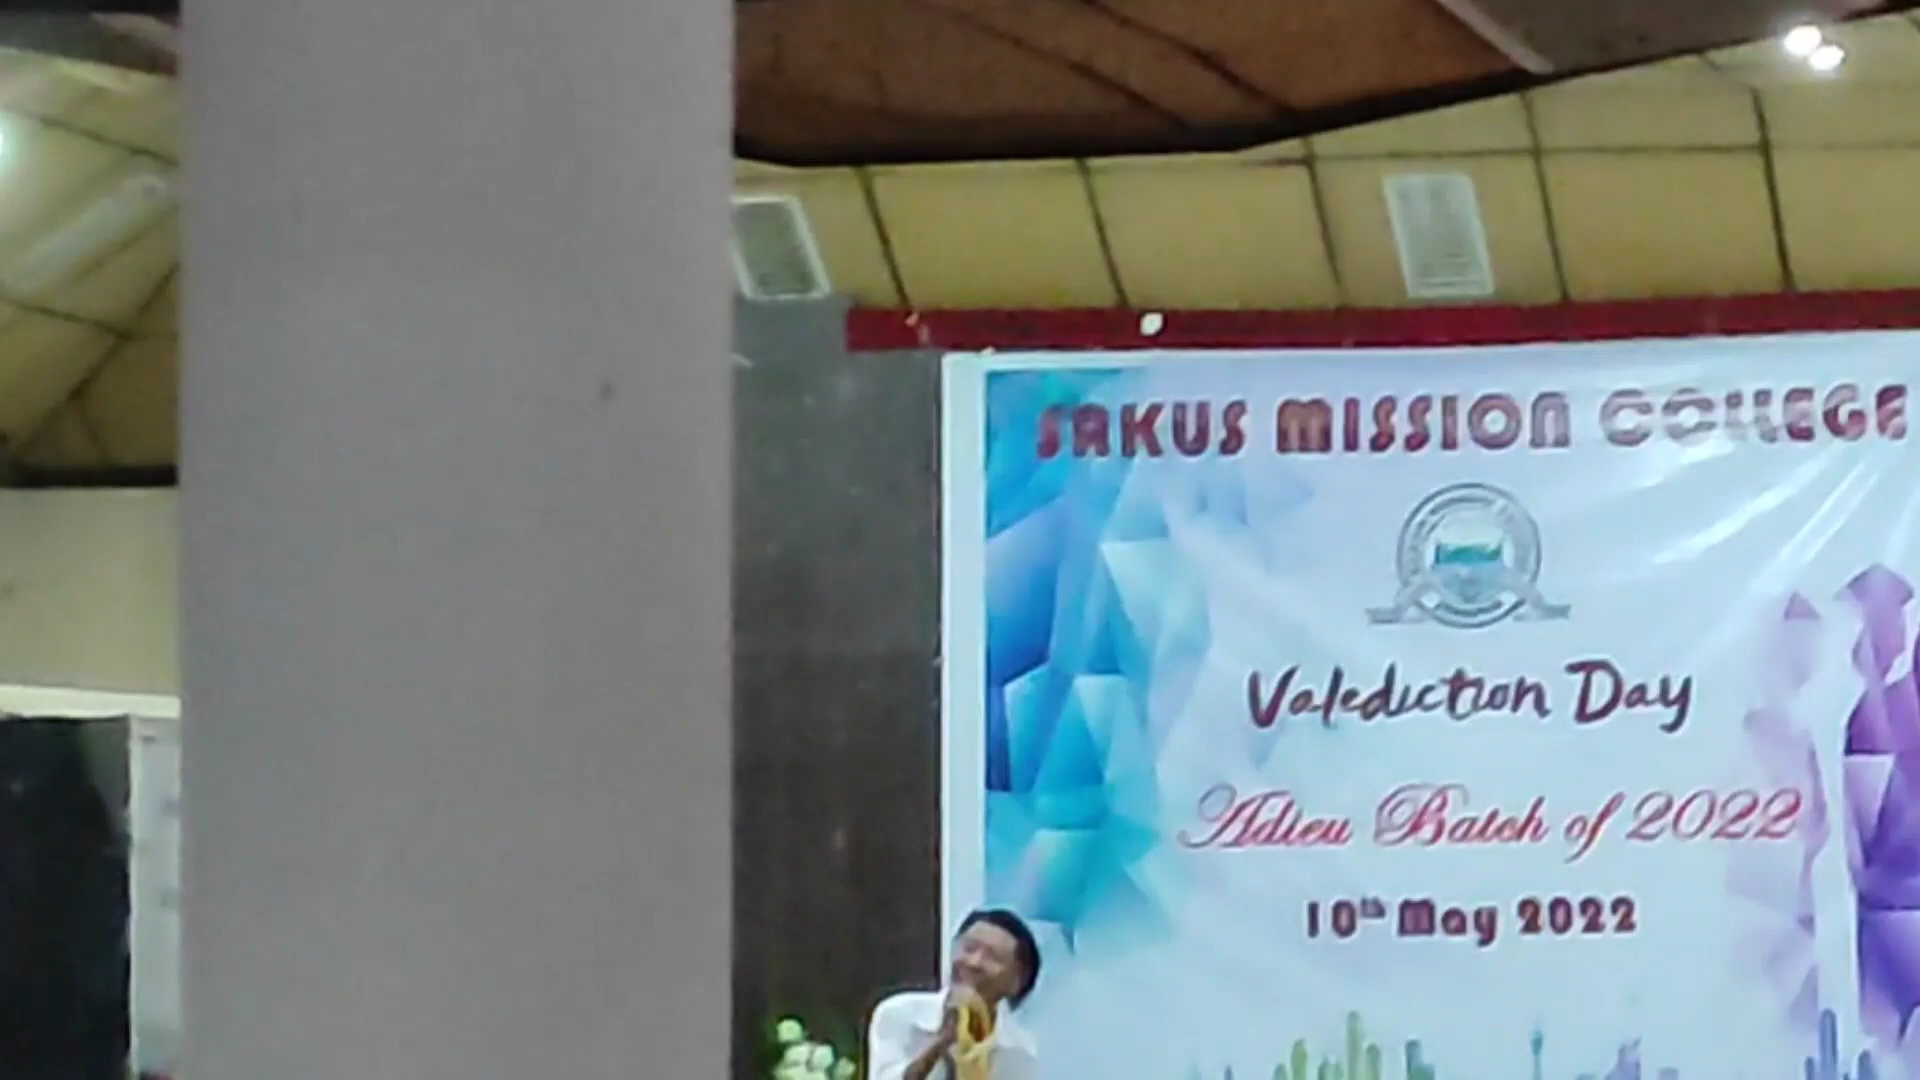 SAKUS MISSION COLLEGE
Valediction Day
Adieu Batch of 2022
10th May 2022